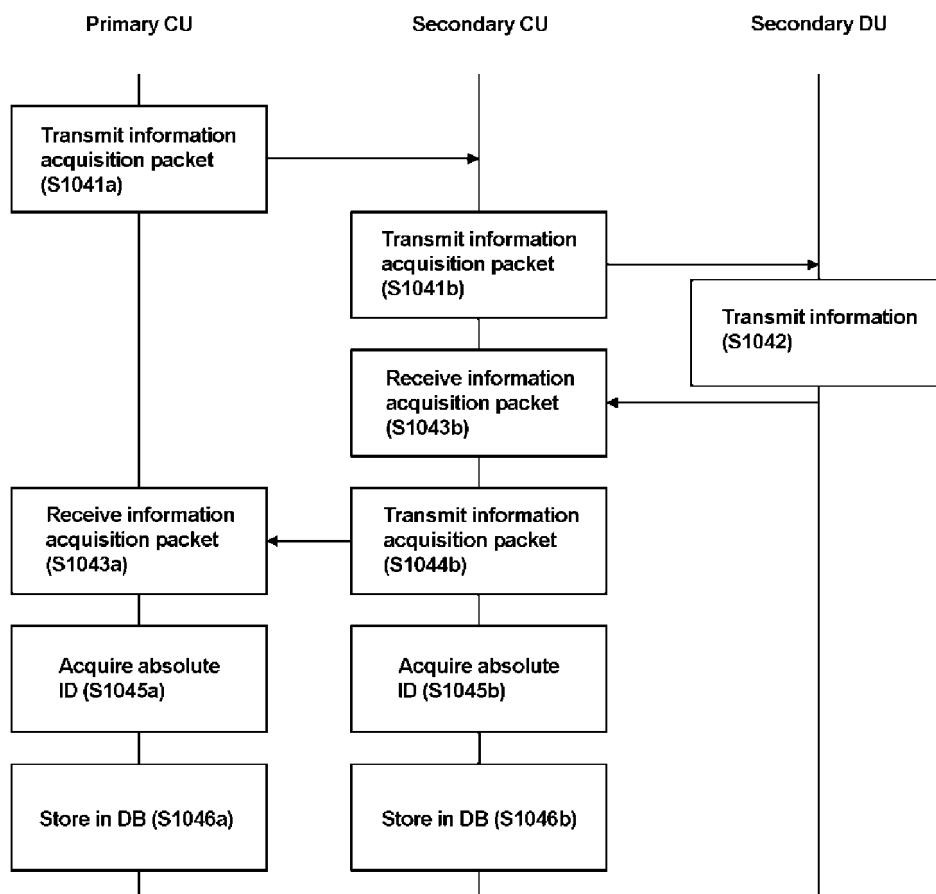 Primary CU
Secondary CU
Secondary DU
Transmit information
acquisition packet
(S1041a)
Transmit information
acquisition packet
(S1041b)
Transmit information
(S1042)
Receive information
acquisition packet
(S1043b)
Receive information
acquisition packet
(S1043a)
Transmit information
acquisition packet
(S1044b)
Acquire absolute
ID (S1045a)
Acquire absolute
ID (S1045b)
Store in DB (S1046a)
Store in DB (S1046b)